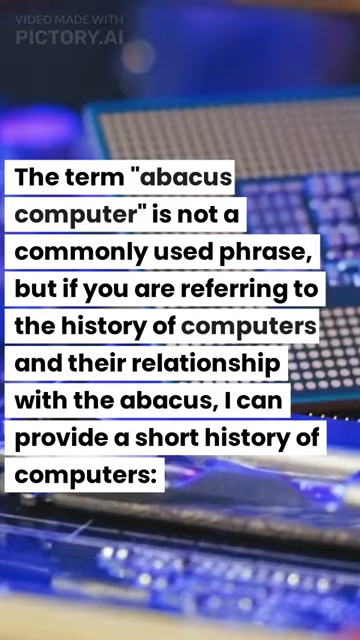 VIDEO MADE WITH
PICTORY.AI
The term "abacus
computer" is not a
commonly used phrase,
but if you are referring to
the history of computers
and their relationship
with the abacus, I can
provide a short history of
computers: